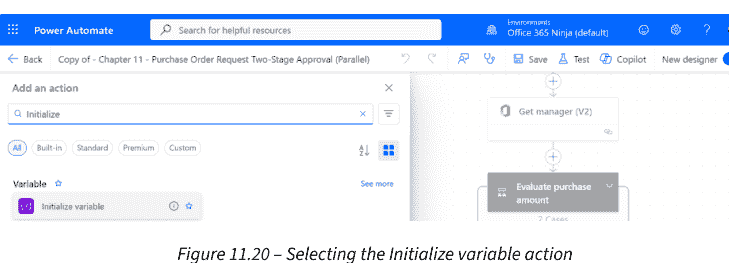 Power Automate
Search for helpful resources
Environments
Office 365 Ninja (default)
Back
Copy of - Chapter 11 - Purchase Order Request Two-Stage Approval (Parallel)
Save
Test
Copilot
New designer
Add an action
Initialize
All
Built-in
Standard
Premium
Custom
Variable
See more
Initialize variable
Get manager (V2)
Evaluate purchase
amount
2 Cases
Figure 11.20 – Selecting the Initialize variable action